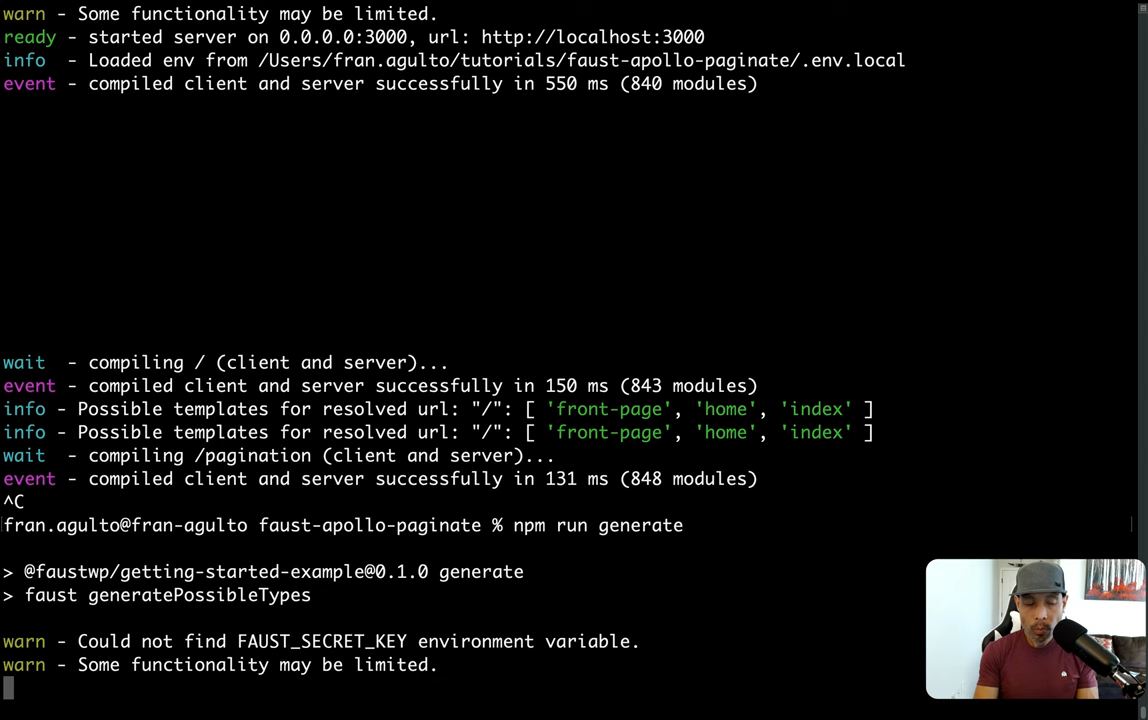 warn - Some functionality may be limited.
ready - started server on 0.0.0.0:3000, url: http://localhost:3000
info  - Loaded env from /Users/fran.agulto/tutorials/faust-apollo-paginate/.env.local
event - compiled client and server successfully in 550 ms (840 modules)
wait  - compiling / (client and server)...
event - compiled client and server successfully in 150 ms (843 modules)
info - Possible templates for resolved url: "/": [ 'front-page', 'home', 'index' ]
info - Possible templates for resolved url: "/": [ 'front-page', 'home', 'index' ]
wait  - compiling /pagination (client and server)...
event - compiled client and server successfully in 131 ms (848 modules)
^C
fran.agulto@fran-agulto faust-apollo-paginate % npm run generate
> @faustwp/getting-started-example@0.1.0 generate
> faust generatePossibleTypes
warn - Could not find FAUST_SECRET_KEY environment variable.
warn - Some functionality may be limited.